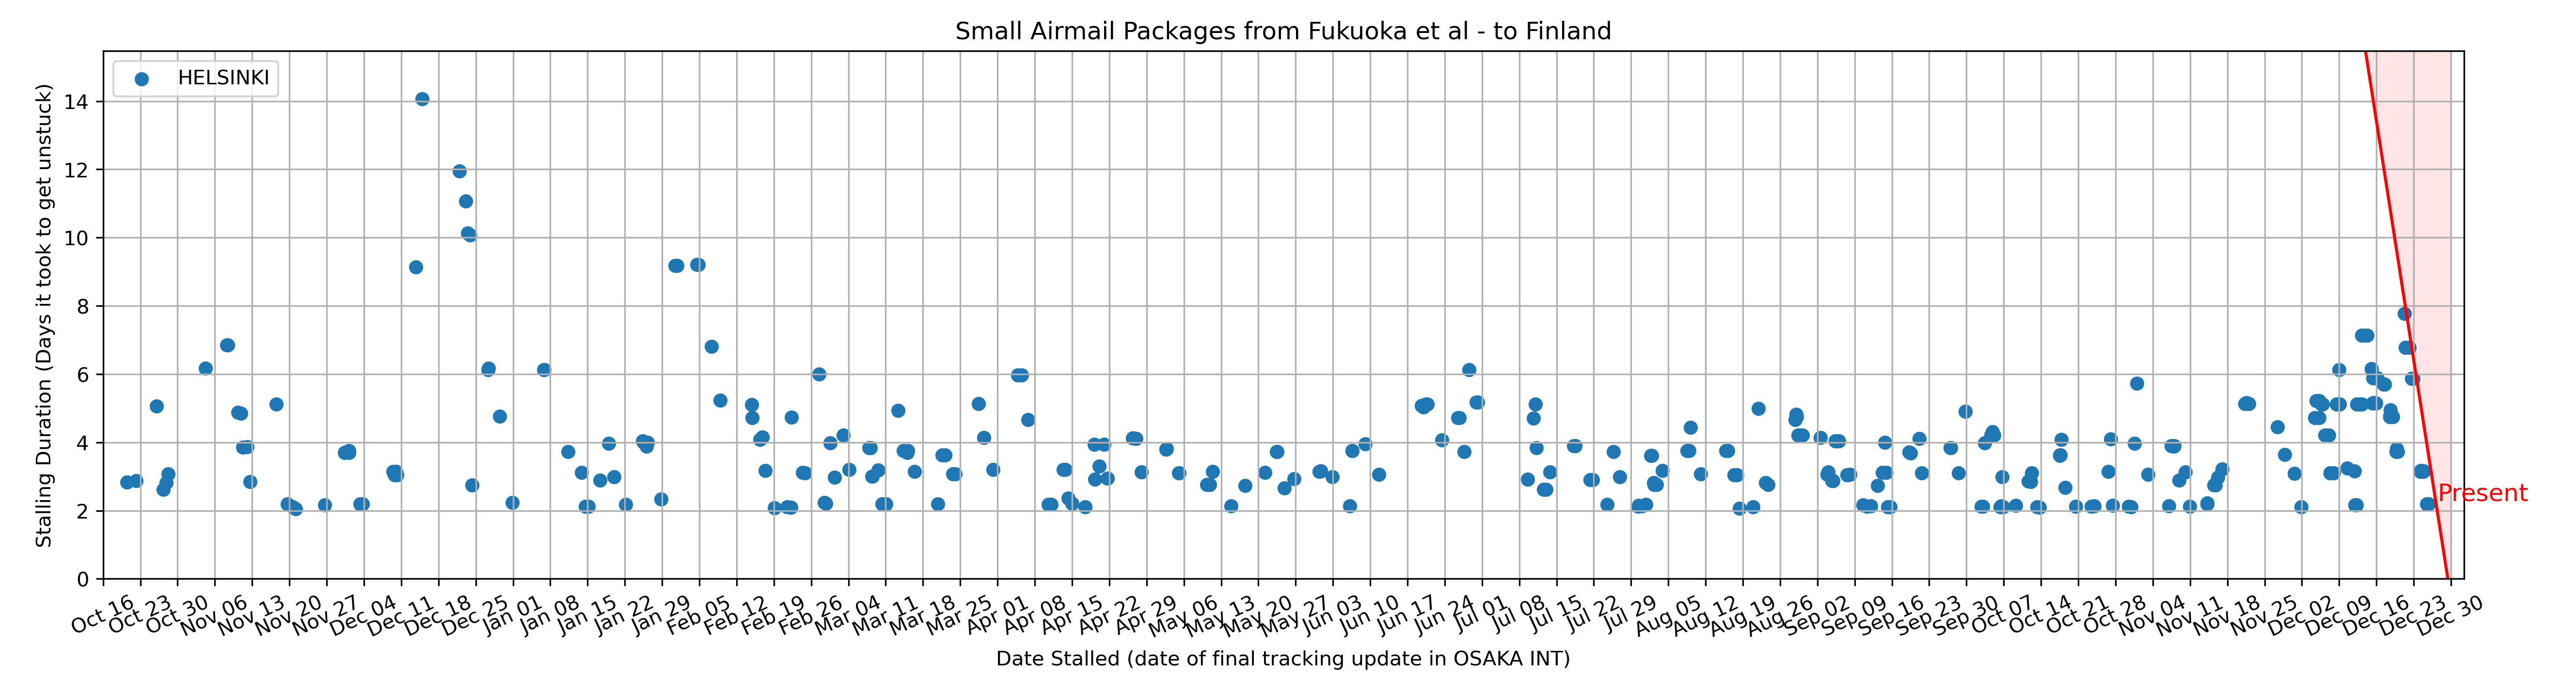 Small Airmail Packages from Fukuoka et al - to Finland
HELSINKI
Stalling Duration (Days it took to get unstuck)
14
12
10
8
6
4
2
0
Present
Oct 16
Oct 23
Oct 30
Nov 06
Nov 13
Nov 20
Nov 27
Dec 04
Dec 11
Dec 18
Dec 25
Jan 01
Jan 08
Jan 15
Jan 22
Jan 29
Feb 05
Feb 12
Feb 19
Feb 26
Mar 04
Mar 11
Mar 18
Mar 25
Apr 01
Apr 08
Apr 15
Apr 22
Apr 29
May 06
May 13
May 20
May 27
Jun 03
Jun 10
Jun 17
Jun 24
Jul 01
Jul 08
Jul 15
Jul 22
Jul 29
Aug 05
Aug 12
Aug 19
Aug 26
Sep 02
Sep 09
Sep 16
Sep 23
Sep 30
Oct 07
Oct 14
Oct 21
Oct 28
Nov 04
Nov 11
Nov 18
Nov 25
Dec 02
Dec 09
Dec 16
Dec 23
Dec 30
Date Stalled (date of final tracking update in OSAKA INT)